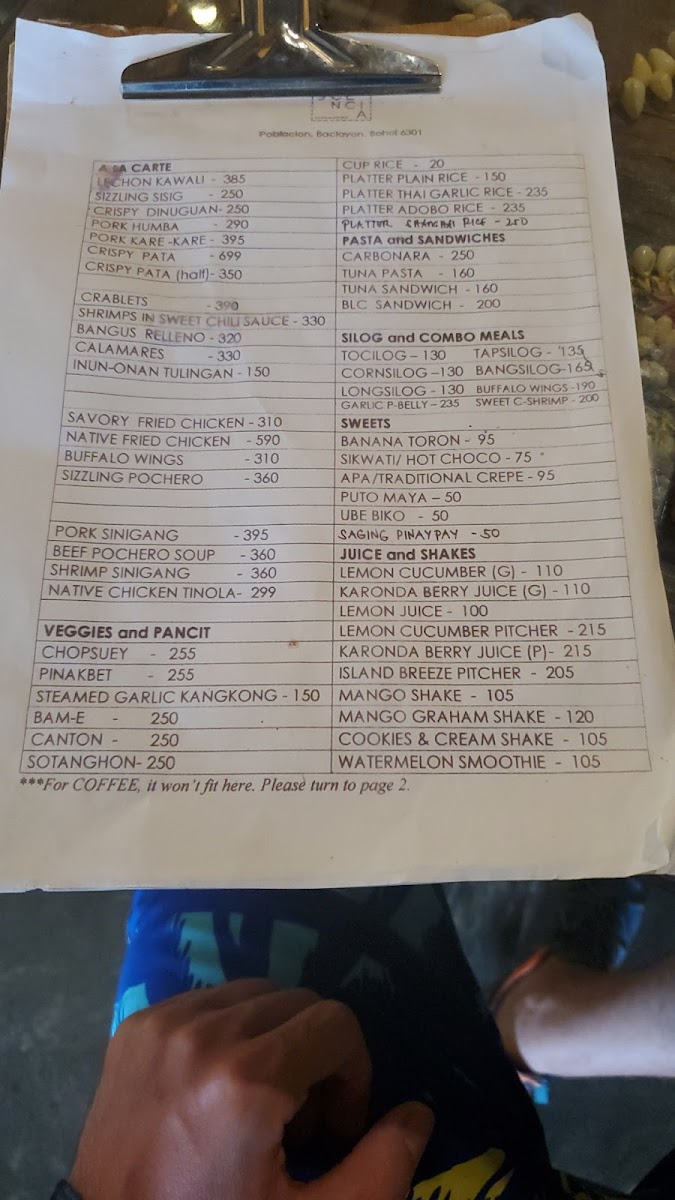 NCI
A
Poblacion, Baclayon, Bohol 6301
A LA CARTE
LECHON KAWALI - 385
SIZZLING SISIG - 250
CRISPY DINUGUAN- 250
PORK HUMBA - 290
PORK KARE -KARE - 395
CRISPY PATA - 699
CRISPY PATA (half)- 350
CRABLETS - 390
SHRIMPS IN SWEET CHILI SAUCE - 330
BANGUS RELLENO - 320
CALAMARES - 330
INUN-ONAN TULINGAN - 150
SAVORY FRIED CHICKEN - 310
NATIVE FRIED CHICKEN - 590
BUFFALO WINGS - 310
SIZZLING POCHERO - 360
PORK SINIGANG - 395
BEEF POCHERO SOUP - 360
SHRIMP SINIGANG - 360
NATIVE CHICKEN TINOLA- 299
VEGGIES and PANCIT
CHOPSUEY - 255
PINAKBET - 255
STEAMED GARLIC KANGKONG - 150
BAM-E - 250
CANTON - 250
SOTANGHON- 250
CUP RICE - 20
PLATTER PLAIN RICE - 150
PLATTER THAI GARLIC RICE - 235
PLATTER ADOBO RICE - 235
PLATTER SHANGHAI RICE - 250
PASTA and SANDWICHES
CARBONARA - 250
TUNA PASTA - 160
TUNA SANDWICH - 160
BLC SANDWICH - 200
SILOG and COMBO MEALS
TOCILOG – 130 TAPSILOG - 135
CORNSILOG –130 BANGSILOG-165
LONGSILOG - 130 BUFFALO WINGS -190
GARLIC P-BELLY – 235 SWEET C-SHRIMP - 200
SWEETS
BANANA TORON - 95
SIKWATI/ HOT CHOCO - 75
APA/TRADITIONAL CREPE - 95
PUTO MAYA – 50
UBE BIKO - 50
SAGING PINAYPAY - 50
JUICE and SHAKES
LEMON CUCUMBER (G) - 110
KARONDA BERRY JUICE (G) - 110
LEMON JUICE - 100
LEMON CUCUMBER PITCHER - 215
KARONDA BERRY JUICE (P)- 215
ISLAND BREEZE PITCHER - 205
MANGO SHAKE - 105
MANGO GRAHAM SHAKE - 120
COOKIES & CREAM SHAKE - 105
WATERMELON SMOOTHIE - 105
***For COFFEE, it won't fit here. Please turn to page 2.